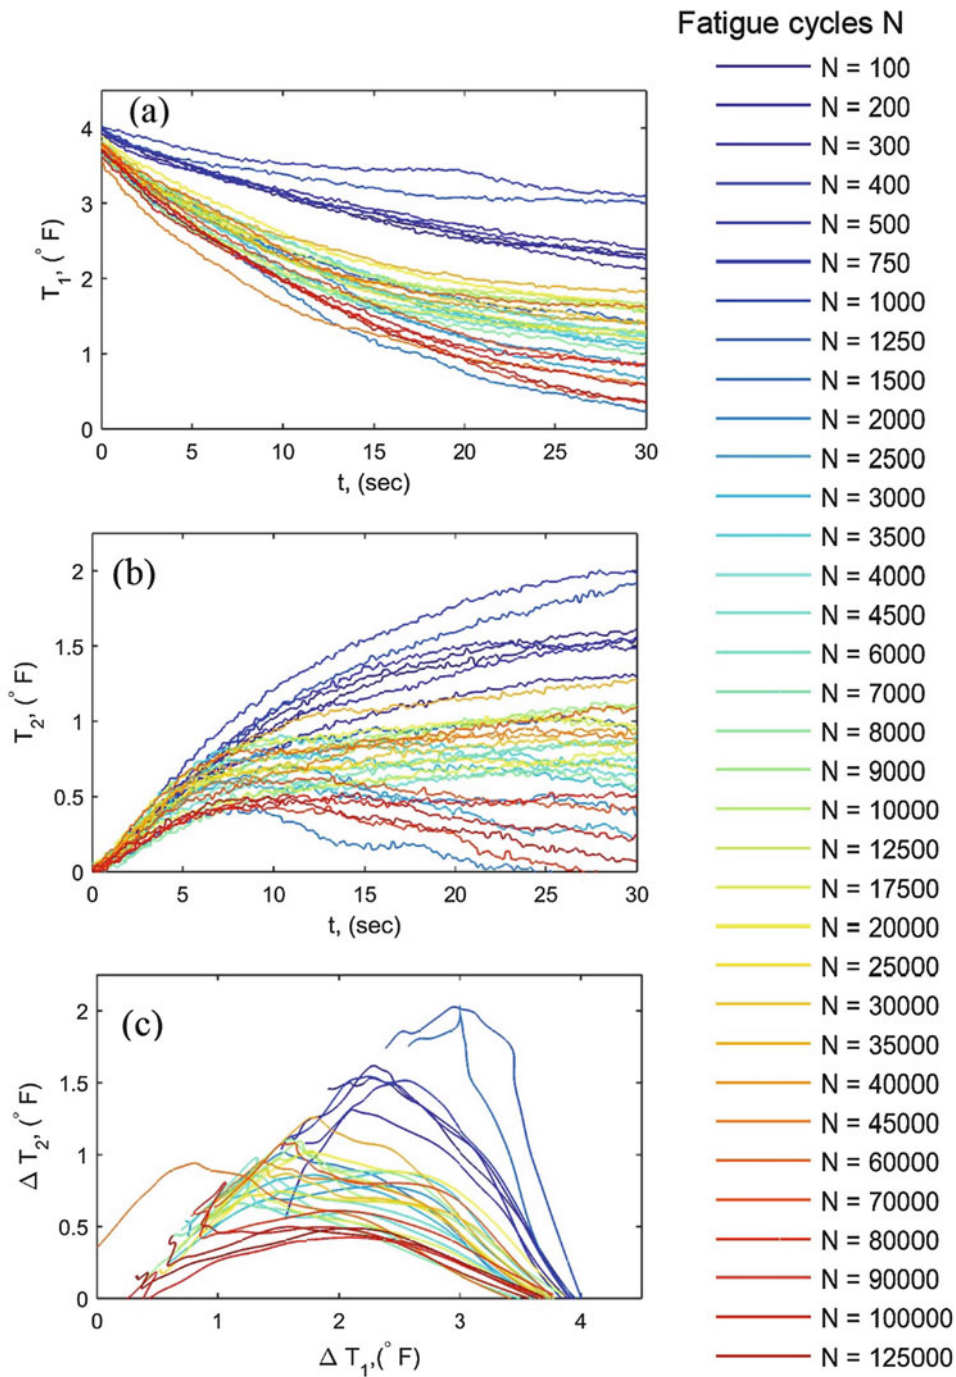 Fatigue cycles N
N = 100
N = 200
N = 300
N = 400
N = 500
N = 750
N = 1000
N = 1250
N = 1500
N = 2000
N = 2500
N = 3000
N = 3500
N = 4000
N = 4500
N = 6000
N = 7000
N = 8000
N = 9000
N = 10000
N = 12500
N = 17500
N = 20000
N = 25000
N = 30000
N = 35000
N = 40000
N = 45000
N = 60000
N = 70000
N = 80000
N = 90000
N = 100000
N = 125000
(a)
4
3
2
1
0
T₁, (° F)
0 5 10 15 20 25 30
t, (sec)
(b)
2
1.5
1
0.5
0
T₂, (° F)
0 5 10 15 20 25 30
t, (sec)
(c)
2
1.5
1
0.5
0
Δ T₂, (° F)
0 1 2 3 4
Δ T₁,(° F)